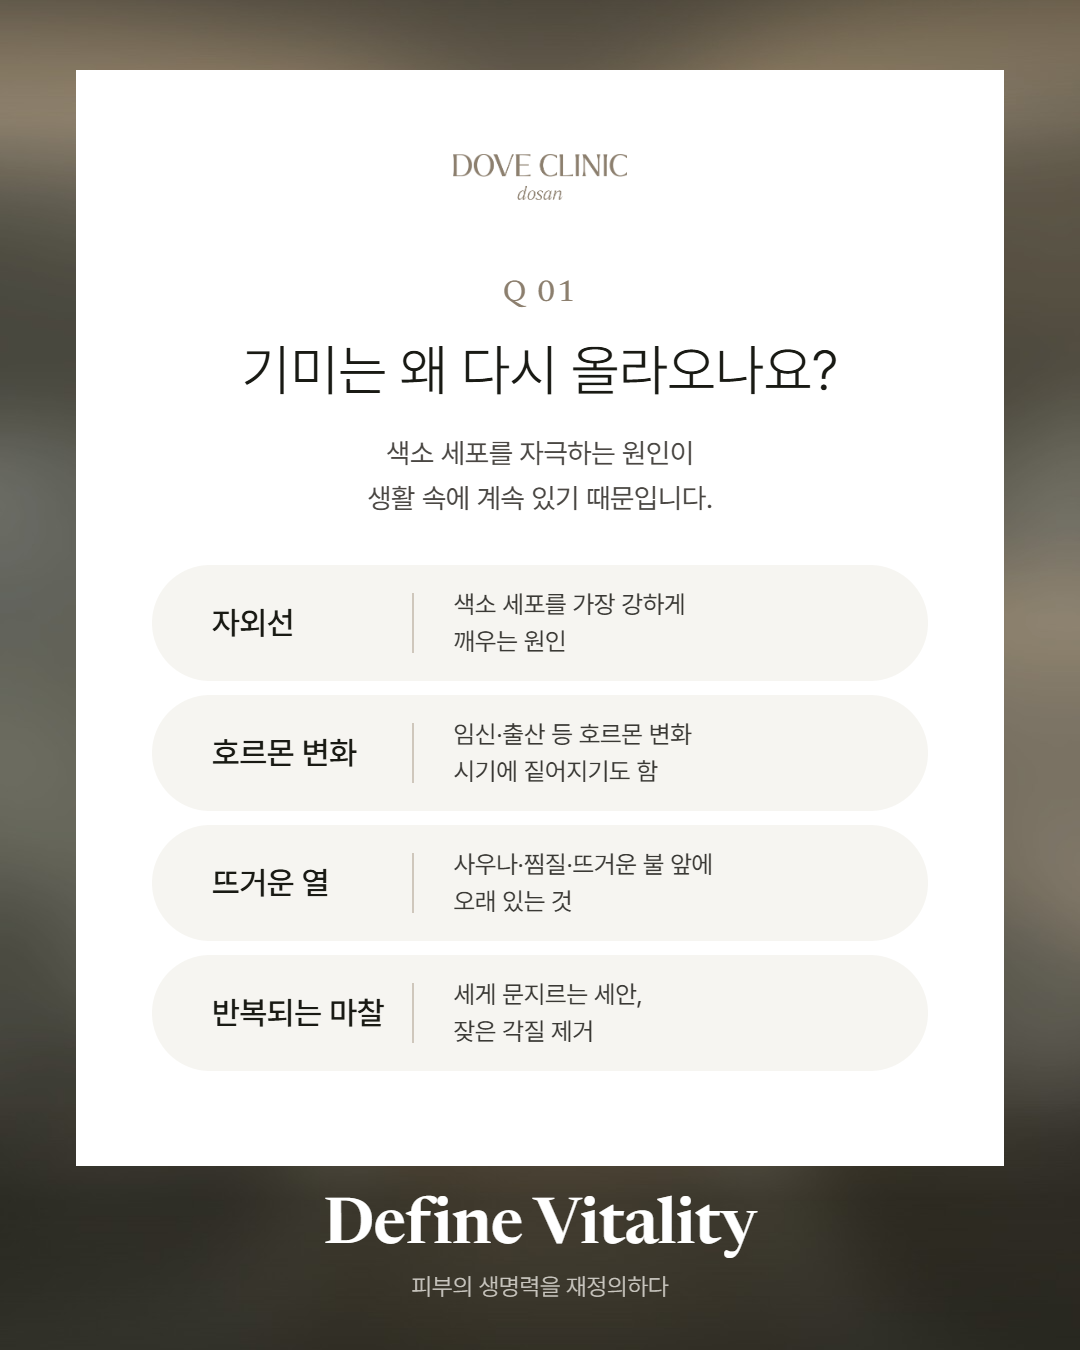 DOVE CLINIC
dosan
Q 01
기미는 왜 다시 올라오나요?
색소 세포를 자극하는 원인이
생활 속에 계속 있기 때문입니다.
자외선
색소 세포를 가장 강하게
깨우는 원인
호르몬 변화
임신·출산 등 호르몬 변화
시기에 짙어지기도 함
뜨거운 열
사우나·찜질·뜨거운 불 앞에
오래 있는 것
반복되는 마찰
세게 문지르는 세안,
잦은 각질 제거
Define Vitality
피부의 생명력을 재정의하다